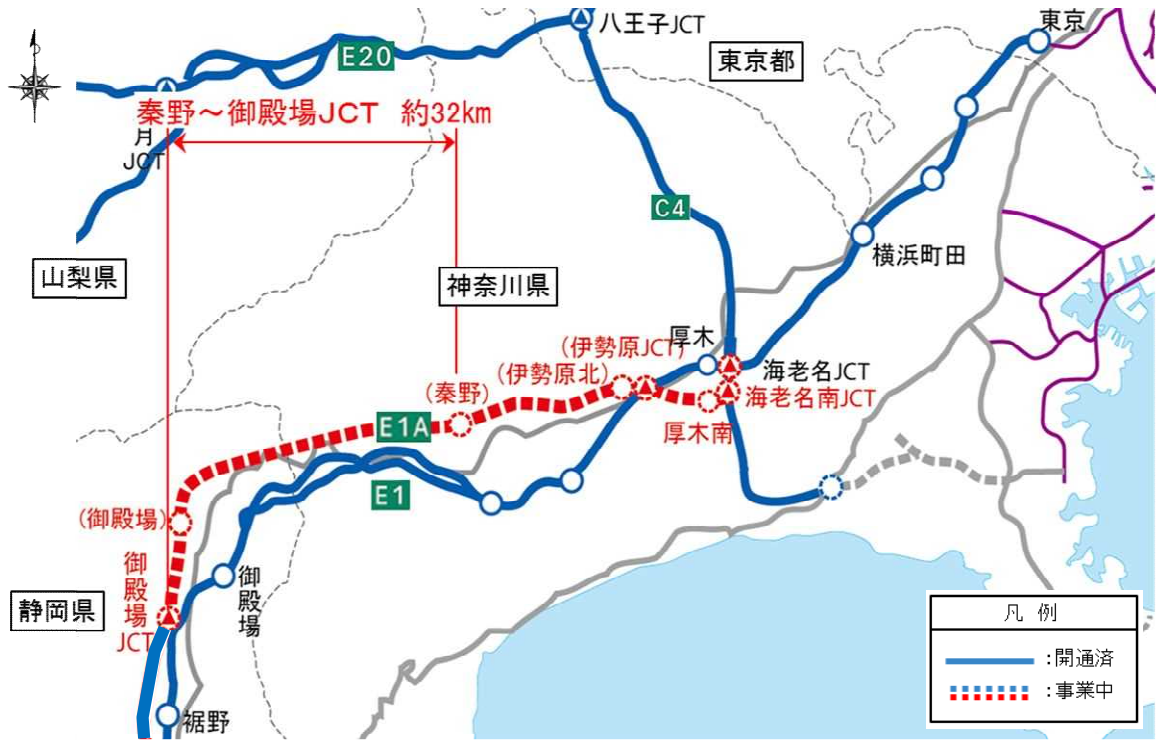 八王子JCT
東京
E20
東京都
秦野～御殿場JCT 約32km
月
JCT
C4
横浜町田
山梨県
神奈川県
厚木
(伊勢原JCT)
(伊勢原北)
海老名JCT
(秦野)
海老名南JCT
E1A
厚木南
E1
(御殿場)
御殿場JCT
御殿場
静岡県
凡 例
:開通済
:事業中
裾野